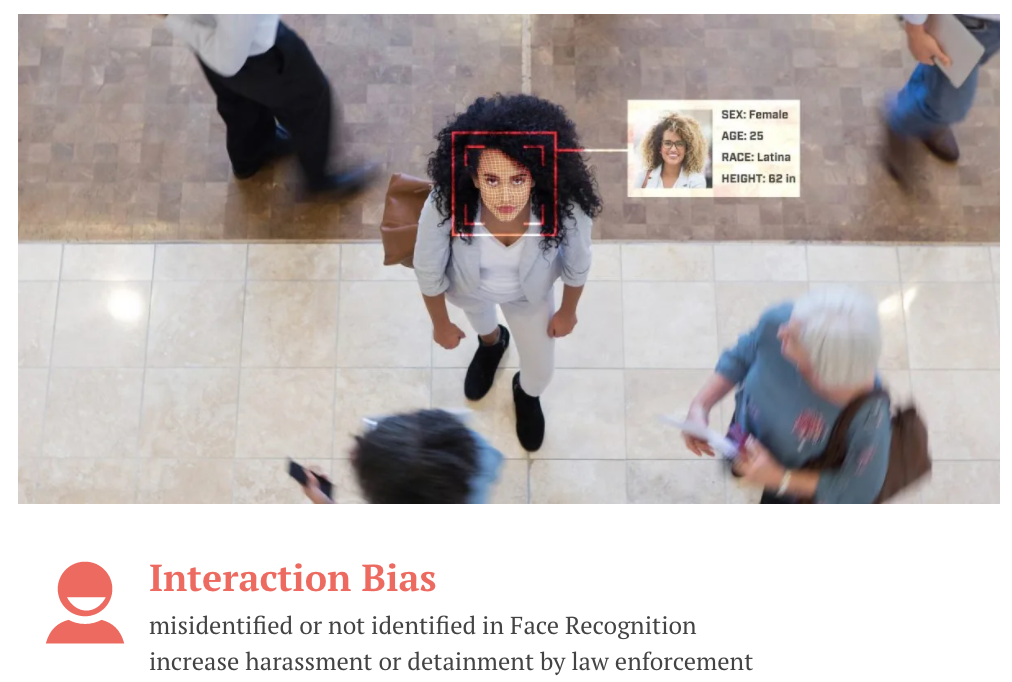 SEX: Female
AGE: 25
RACE: Latina
HEIGHT: 62 in
Interaction Bias
misidentified or not identified in Face Recognition
increase harassment or detainment by law enforcement